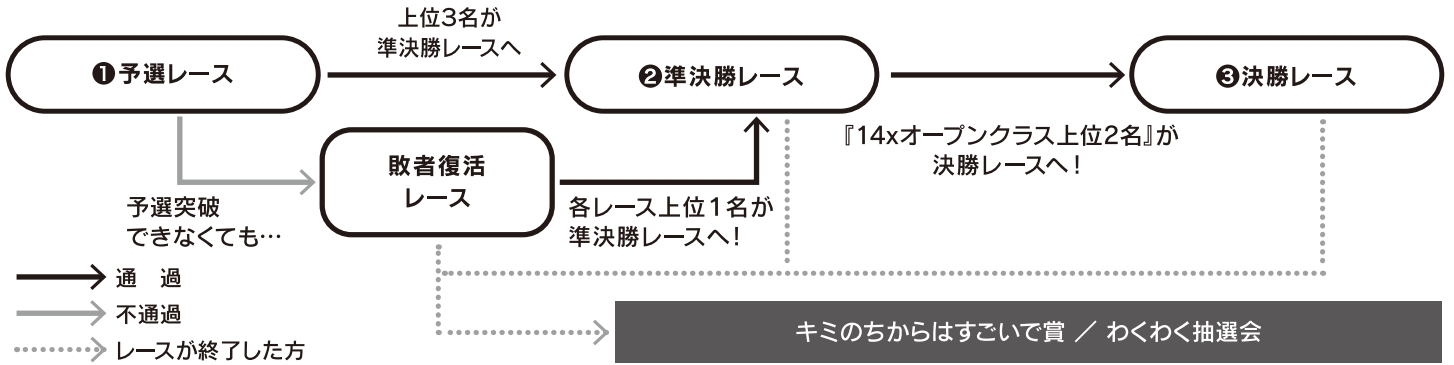 上位3名が
準決勝レースへ
❶予選レース
❷準決勝レース
❸決勝レース
『14xオープンクラス上位2名』が
決勝レースへ！
敗者復活
レース
予選突破
できなくても…
各レース上位1名が
準決勝レースへ！
通　過
不通過
レースが終了した方
キミのちからはすごいで賞 ／ わくわく抽選会